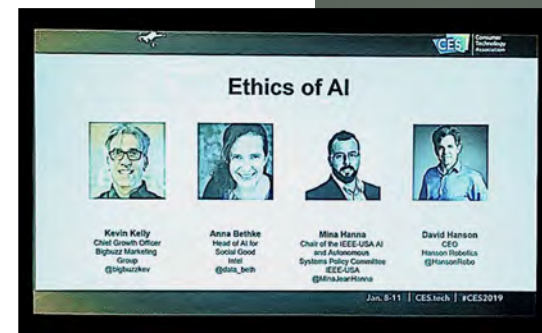 CES
Consumer
Technology
Association
Ethics of AI
Kevin Kelly
Chief Growth Officer
Bigbuzz Marketing
Group
@bigbuzzkev
Anna Bethke
Head of AI for
Social Good
Intel
@data_beth
Mina Hanna
Chair of the IEEE-USA AI
and Autonomous
Systems Policy Committee
IEEE-USA
@MinaJeanHanna
David Hanson
CEO
Hanson Robotics
@HansonRobo
Jan. 8-11 | CES.tech | #CES2019